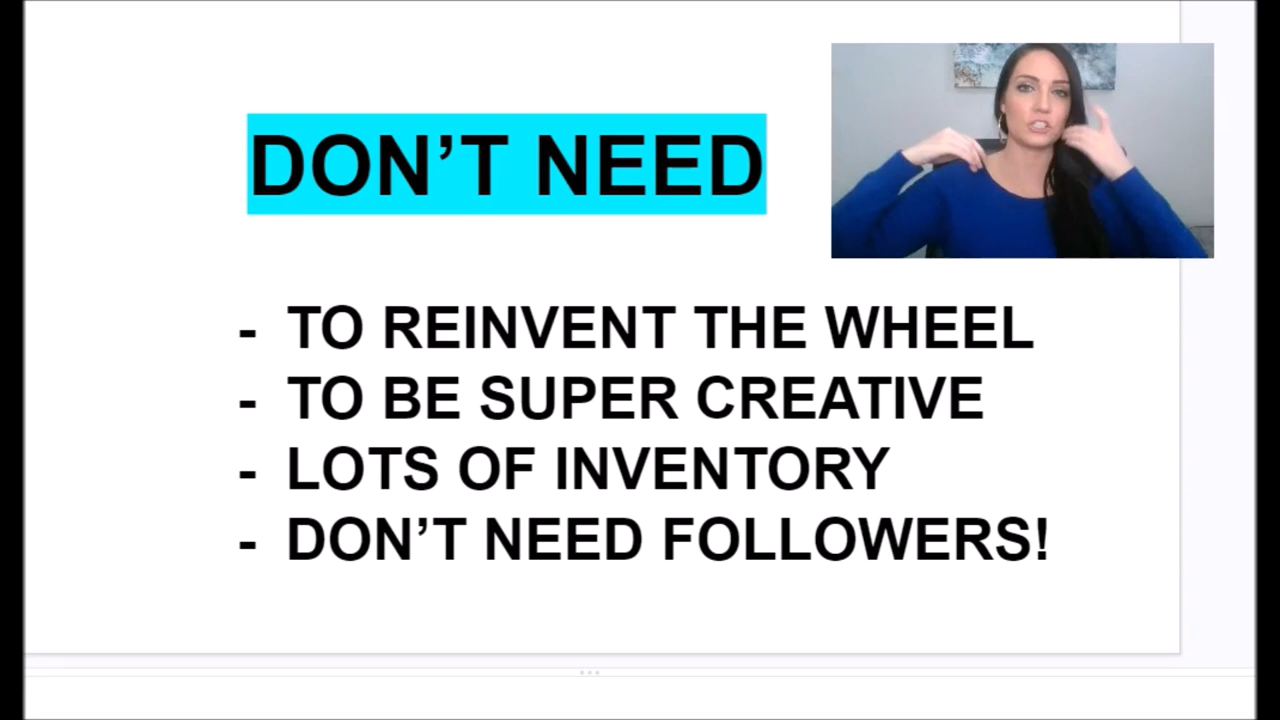 DON’T NEED
- TO REINVENT THE WHEEL
- TO BE SUPER CREATIVE
- LOTS OF INVENTORY
- DON’T NEED FOLLOWERS!